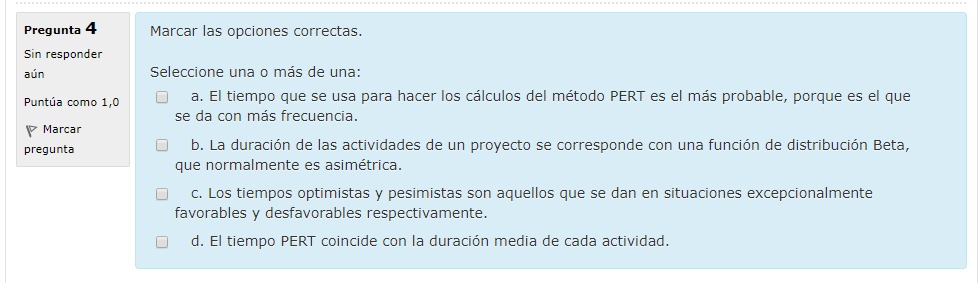 Pregunta 4
Sin responder
aún
Puntúa como 1,0
Marcar
pregunta
Marcar las opciones correctas.
Seleccione una o más de una:
a. El tiempo que se usa para hacer los cálculos del método PERT es el más probable, porque es el que
se da con más frecuencia.
b. La duración de las actividades de un proyecto se corresponde con una función de distribución Beta,
que normalmente es asimétrica.
c. Los tiempos optimistas y pesimistas son aquellos que se dan en situaciones excepcionalmente
favorables y desfavorables respectivamente.
d. El tiempo PERT coincide con la duración media de cada actividad.